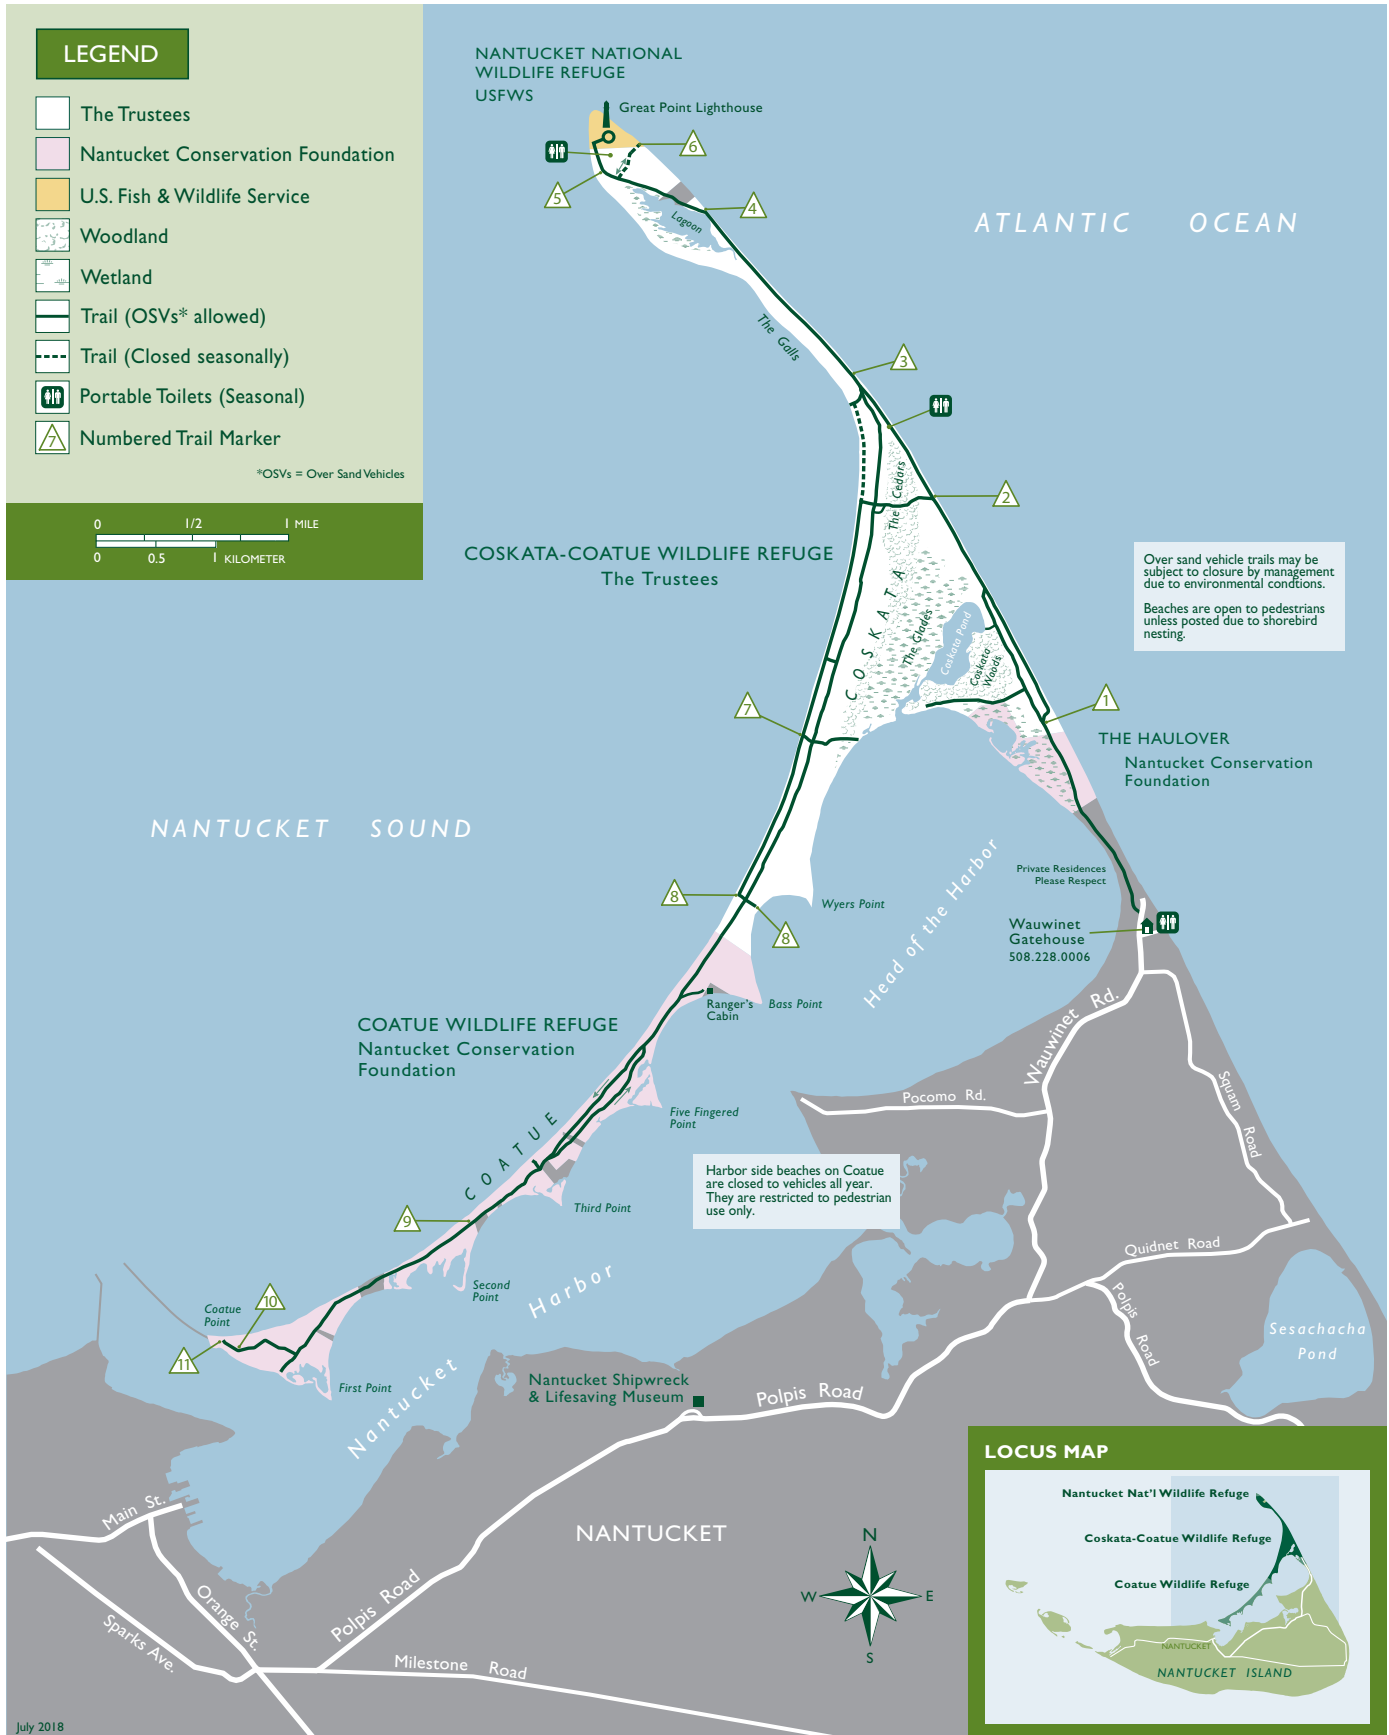 LEGEND
The Trustees
Nantucket Conservation Foundation
U.S. Fish & Wildlife Service
Woodland
Wetland
Trail (OSVs* allowed)
Trail (Closed seasonally)
Portable Toilets (Seasonal)
7
Numbered Trail Marker
*OSVs = Over Sand Vehicles
0 1/2 1 MILE
0 0.5 1 KILOMETER
NANTUCKET NATIONAL
WILDLIFE REFUGE
USFWS
Great Point Lighthouse
6
5
4
Lagoon
ATLANTIC OCEAN
The Galls
3
2
The Cedars
COSKATA-COATUE WILDLIFE REFUGE
The Trustees
Over sand vehicle trails may be
subject to closure by management
due to environmental condtions.
Beaches are open to pedestrians
unless posted due to shorebird
nesting.
COSKATA
The Glades
Coskata Pond
Coskata
Woods
7
1
THE HAULOVER
Nantucket Conservation
Foundation
NANTUCKET SOUND
Private Residences
Please Respect
8
8
Wyers Point
Head of the Harbor
Wauwinet
Gatehouse
508.228.0006
Ranger's
Cabin
Bass Point
COATUE WILDLIFE REFUGE
Nantucket Conservation
Foundation
Wauwinet Rd.
Pocomo Rd.
Squam Road
Five Fingered
Point
COATUE
Harbor side beaches on Coatue
are closed to vehicles all year.
They are restricted to pedestrian
use only.
Third Point
9
Quidnet Road
Second
Point
Polpis Road
10
Coatue
Point
11
First Point
Nantucket Harbor
Sesachacha
Pond
Nantucket Shipwreck
& Lifesaving Museum
Polpis Road
Main St.
Orange St.
Sparks Ave.
Polpis Road
Milestone Road
NANTUCKET
N
W E
S
LOCUS MAP
Nantucket Nat'l Wildlife Refuge
Coskata-Coatue Wildlife Refuge
Coatue Wildlife Refuge
NANTUCKET
NANTUCKET ISLAND
July 2018